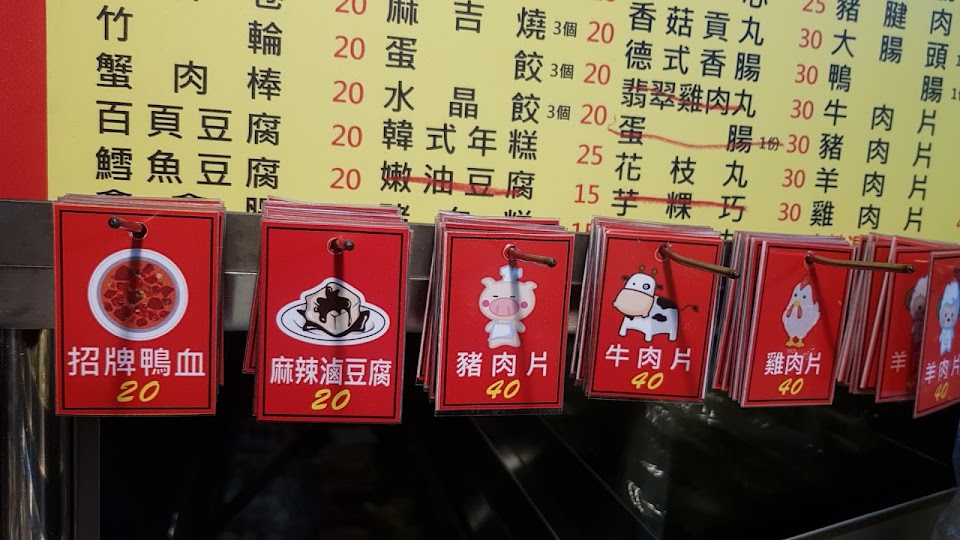 輪 20
竹
蟹肉棒 20
百頁豆腐 20
鱈魚豆腐 20
麻吉燒 3個 20
蛋餃 3個 20
水晶餃 3個 20
韓式年糕 25
嫩油豆腐 15
香菇貢丸 30
德式香腸 30
翡翠雞肉丸 30
蛋腸 1份 30
花枝丸 30
芋粿巧 30
25
豬腱肉
大腸頭
鴨腸
牛肉片
豬肉片
羊肉片
雞肉片
招牌鴨血
20
麻辣滷豆腐
20
豬肉片
40
牛肉片
40
雞肉片
40
羊
40
羊肉片
40